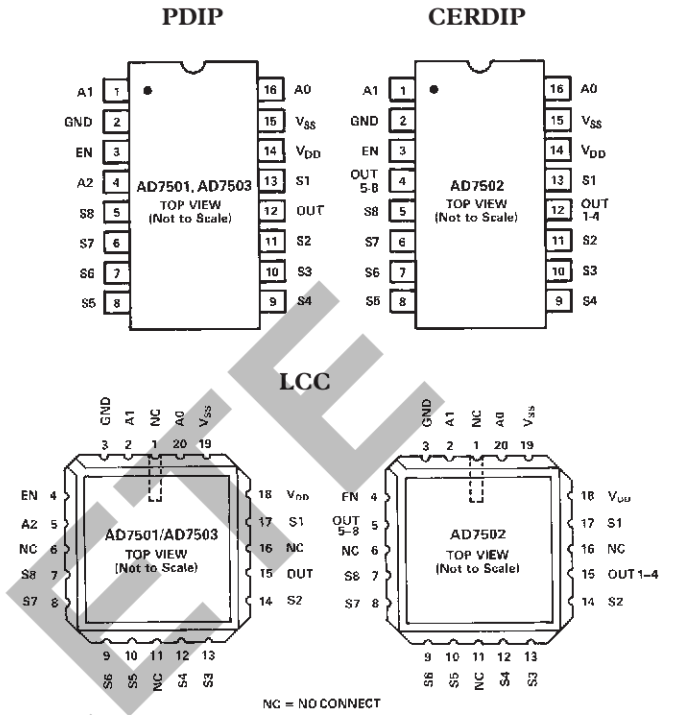 PDIP
CERDIP
A1 1
GND 2
EN 3
A2 4
S8 5
S7 6
S6 7
S5 8
AD7501, AD7503
TOP VIEW
(Not to Scale)
16 A0
15 VSS
14 VDD
13 S1
12 OUT
11 S2
10 S3
9 S4
A1 1
GND 2
EN 3
OUT
5-8 4
S8 5
S7 6
S6 7
S5 8
AD7502
TOP VIEW
(Not to Scale)
16 A0
15 VSS
14 VDD
13 S1
12 OUT
1-4
11 S2
10 S3
9 S4
LCC
GND A1 NC A0 VSS
3 2 1 20 19
EN 4
A2 5
NC 6
S8 7
S7 8
AD7501/AD7503
TOP VIEW
(Not to Scale)
18 VDD
17 S1
16 NC
15 OUT
14 S2
9 10 11 12 13
S6 S5 NC S4 S3
GND A1 NC A0 VSS
3 2 1 20 19
EN 4
OUT
5–8 5
NC 6
S8 7
S7 8
AD7502
TOP VIEW
(Not to Scale)
18 VDD
17 S1
16 NC
15 OUT 1–4
14 S2
9 10 11 12 13
S6 S5 NC S4 S3
NC = NO CONNECT
ETE